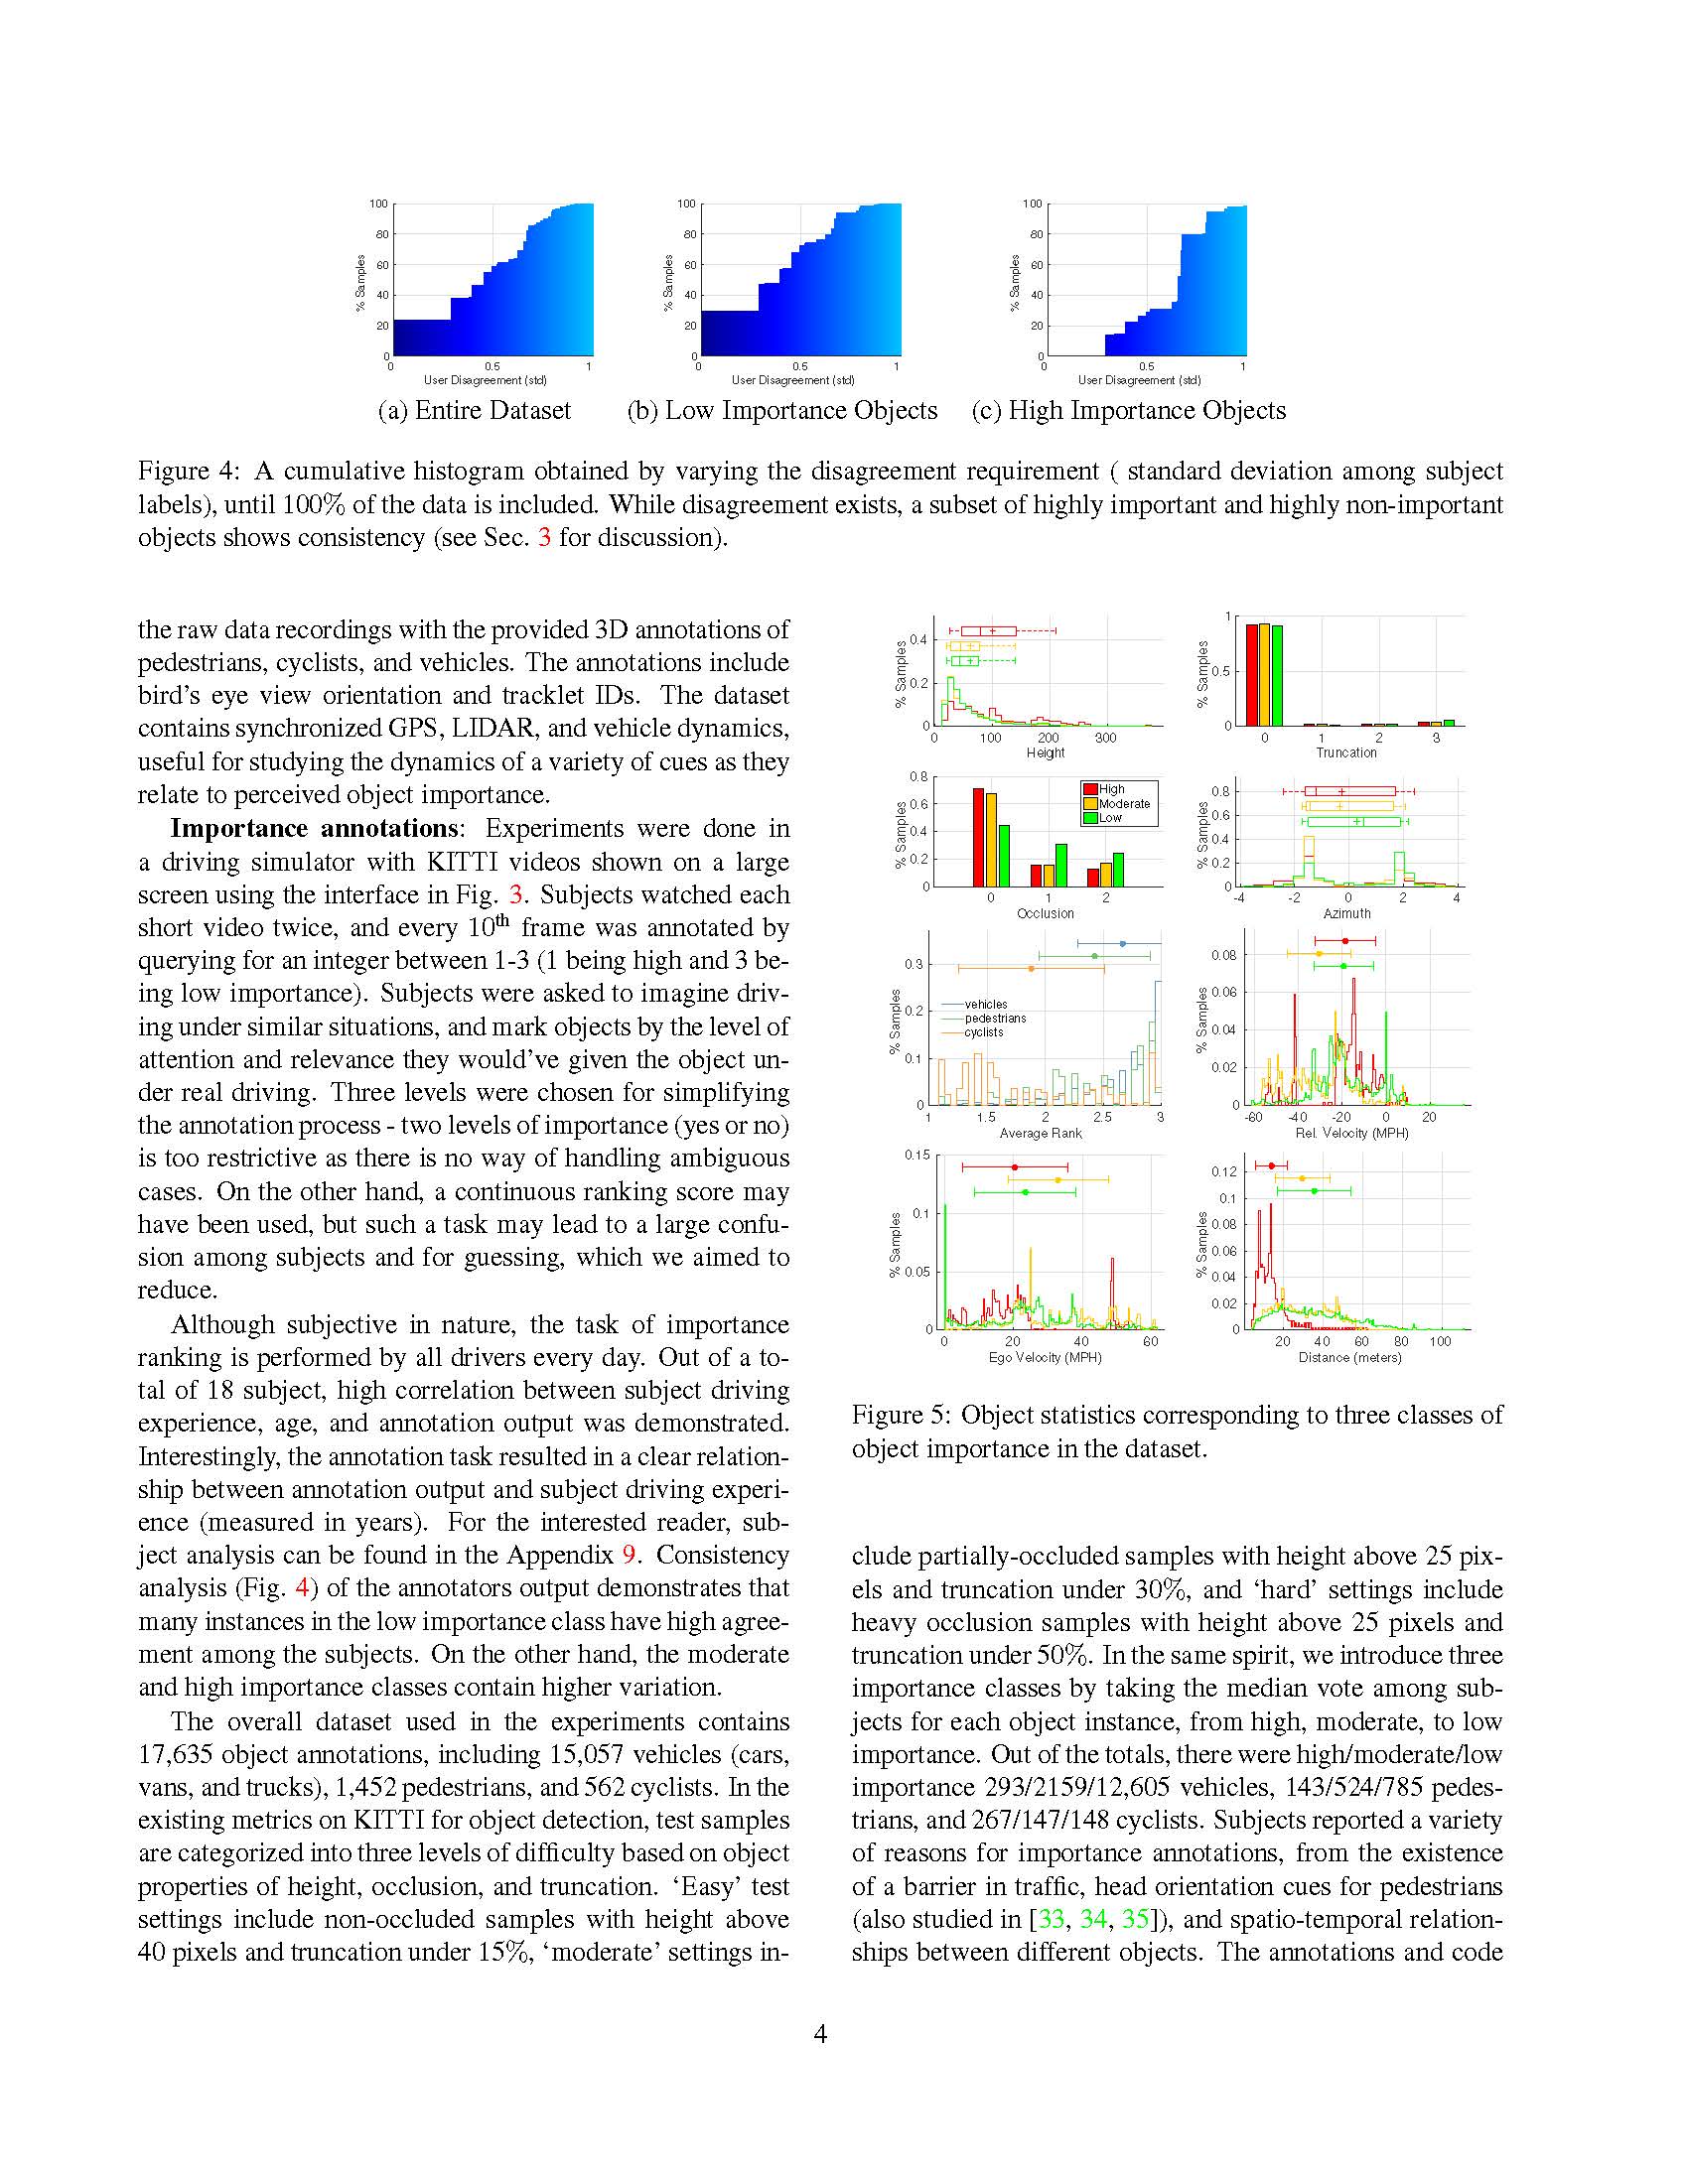 100
80
60
40
20
0
% Samples
0 0.5 1
User Disagreement (std)
(a) Entire Dataset
100
80
60
40
20
0
% Samples
0 0.5 1
User Disagreement (std)
(b) Low Importance Objects
100
80
60
40
20
0
% Samples
0 0.5 1
User Disagreement (std)
(c) High Importance Objects
Figure 4: A cumulative histogram obtained by varying the disagreement requirement ( standard deviation among subject
labels), until 100% of the data is included. While disagreement exists, a subset of highly important and highly non-important
objects shows consistency (see Sec. 3 for discussion).
the raw data recordings with the provided 3D annotations of
pedestrians, cyclists, and vehicles. The annotations include
bird's eye view orientation and tracklet IDs. The dataset
contains synchronized GPS, LIDAR, and vehicle dynamics,
useful for studying the dynamics of a variety of cues as they
relate to perceived object importance.
Importance annotations: Experiments were done in
a driving simulator with KITTI videos shown on a large
screen using the interface in Fig. 3. Subjects watched each
short video twice, and every 10th frame was annotated by
querying for an integer between 1-3 (1 being high and 3 be-
ing low importance). Subjects were asked to imagine driv-
ing under similar situations, and mark objects by the level of
attention and relevance they would've given the object un-
der real driving. Three levels were chosen for simplifying
the annotation process - two levels of importance (yes or no)
is too restrictive as there is no way of handling ambiguous
cases. On the other hand, a continuous ranking score may
have been used, but such a task may lead to a large confu-
sion among subjects and for guessing, which we aimed to
reduce.
Although subjective in nature, the task of importance
ranking is performed by all drivers every day. Out of a to-
tal of 18 subject, high correlation between subject driving
experience, age, and annotation output was demonstrated.
Interestingly, the annotation task resulted in a clear relation-
ship between annotation output and subject driving experi-
ence (measured in years). For the interested reader, sub-
ject analysis can be found in the Appendix 9. Consistency
analysis (Fig. 4) of the annotators output demonstrates that
many instances in the low importance class have high agree-
ment among the subjects. On the other hand, the moderate
and high importance classes contain higher variation.
The overall dataset used in the experiments contains
17,635 object annotations, including 15,057 vehicles (cars,
vans, and trucks), 1,452 pedestrians, and 562 cyclists. In the
existing metrics on KITTI for object detection, test samples
are categorized into three levels of difficulty based on object
properties of height, occlusion, and truncation. 'Easy' test
settings include non-occluded samples with height above
40 pixels and truncation under 15%, 'moderate' settings in-
0.4
0.2
0
% Samples
0 100 200 300
Height
1
0.5
0
% Samples
0 1 2 3
Truncation
0.8
0.6
0.4
0.2
0
% Samples
High
Moderate
Low
0 1 2
Occlusion
0.8
0.6
0.4
0.2
0
% Samples
-4 -2 0 2 4
Azimuth
0.3
0.2
0.1
0
% Samples
vehicles
pedestrians
cyclists
1 1.5 2 2.5 3
Average Rank
0.08
0.06
0.04
0.02
0
% Samples
-60 -40 -20 0 20
Rel. Velocity (MPH)
0.15
0.1
0.05
0
% Samples
0 20 40 60
Ego Velocity (MPH)
0.12
0.1
0.08
0.06
0.04
0.02
0
% Samples
20 40 60 80 100
Distance (meters)
Figure 5: Object statistics corresponding to three classes of
object importance in the dataset.
clude partially-occluded samples with height above 25 pix-
els and truncation under 30%, and 'hard' settings include
heavy occlusion samples with height above 25 pixels and
truncation under 50%. In the same spirit, we introduce three
importance classes by taking the median vote among sub-
jects for each object instance, from high, moderate, to low
importance. Out of the totals, there were high/moderate/low
importance 293/2159/12,605 vehicles, 143/524/785 pedes-
trians, and 267/147/148 cyclists. Subjects reported a variety
of reasons for importance annotations, from the existence
of a barrier in traffic, head orientation cues for pedestrians
(also studied in [33, 34, 35]), and spatio-temporal relation-
ships between different objects. The annotations and code
4